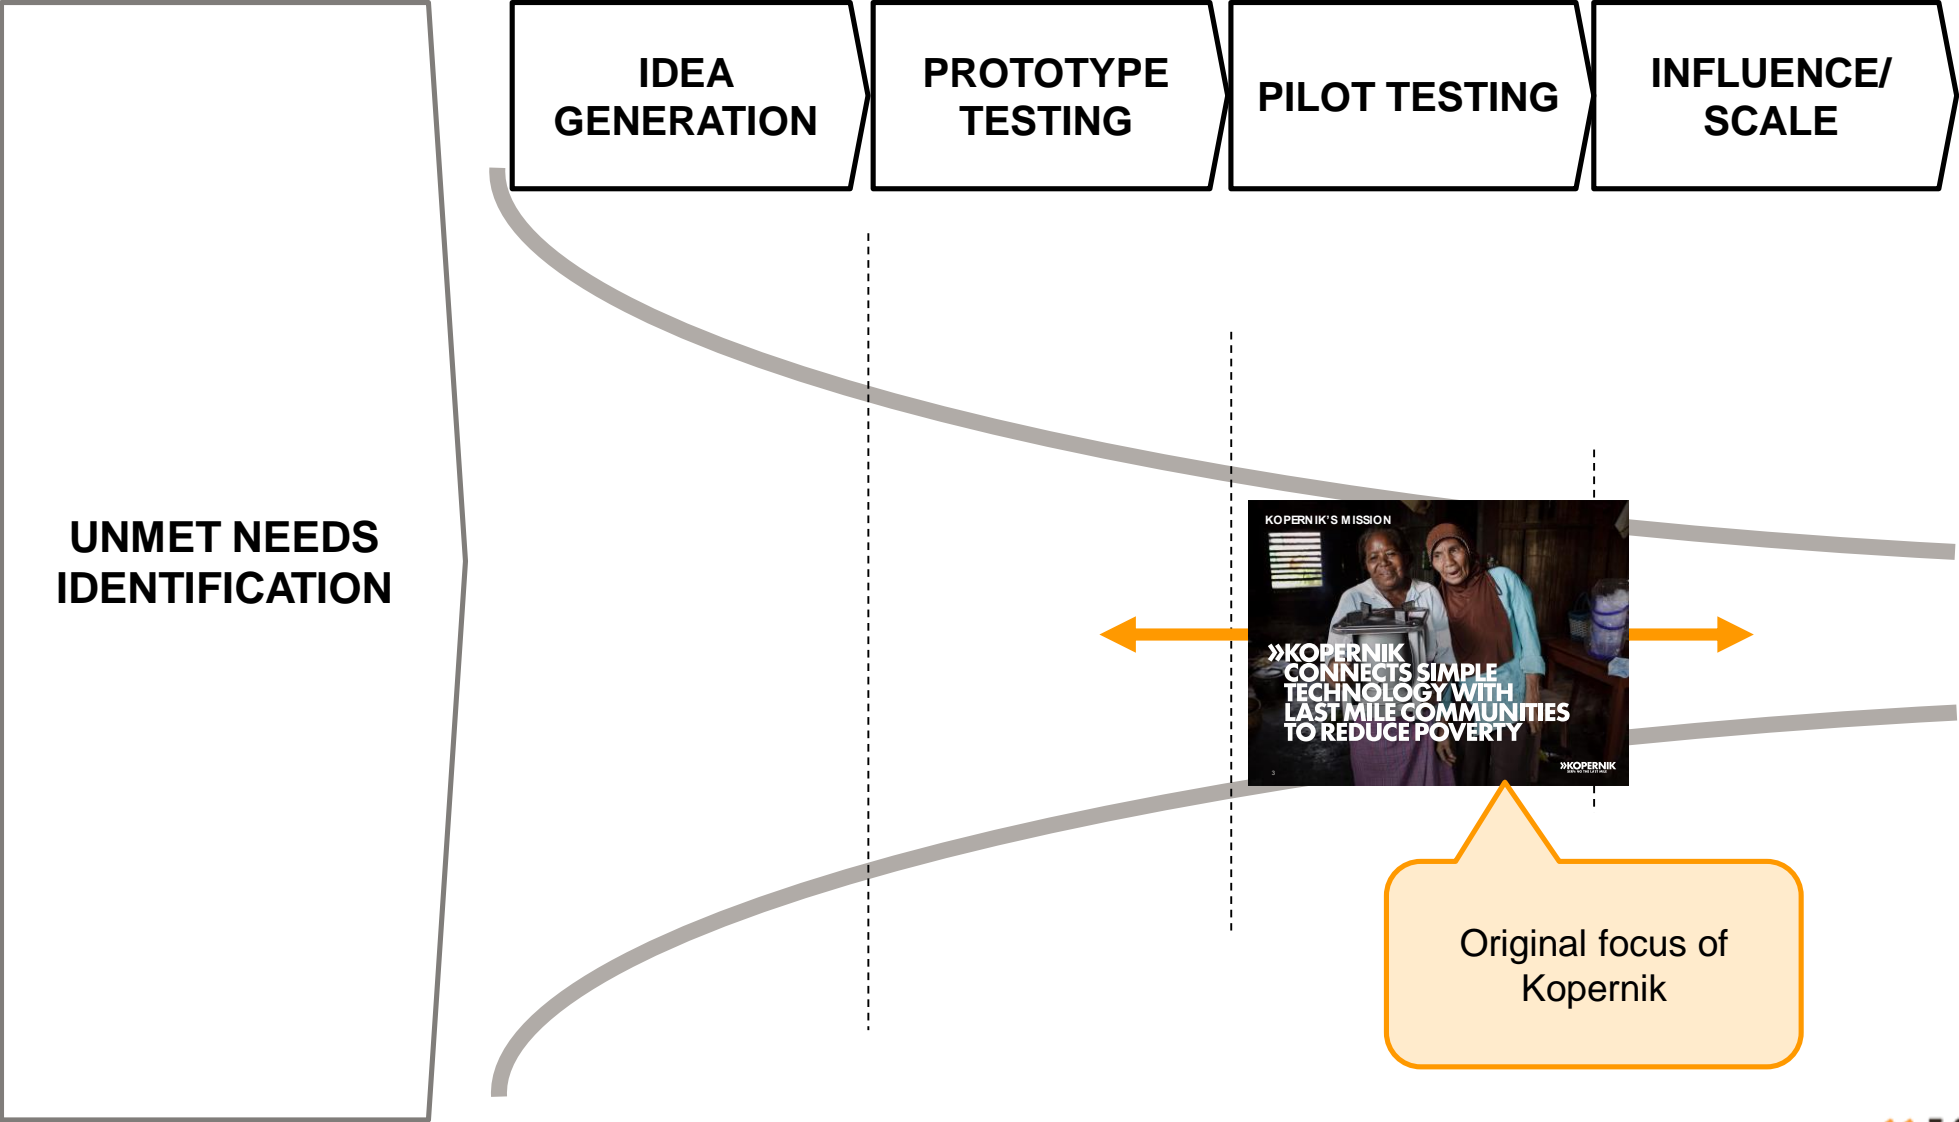 IDEA
GENERATION
PROTOTYPE
TESTING
PILOT TESTING
INFLUENCE/
SCALE
UNMET NEEDS
IDENTIFICATION
KOPERNIK'S MISSION
»KOPERNIK
CONNECTS SIMPLE
TECHNOLOGY WITH
LAST MILE COMMUNITIES
TO REDUCE POVERTY
3
»KOPERNIK
Original focus of
Kopernik